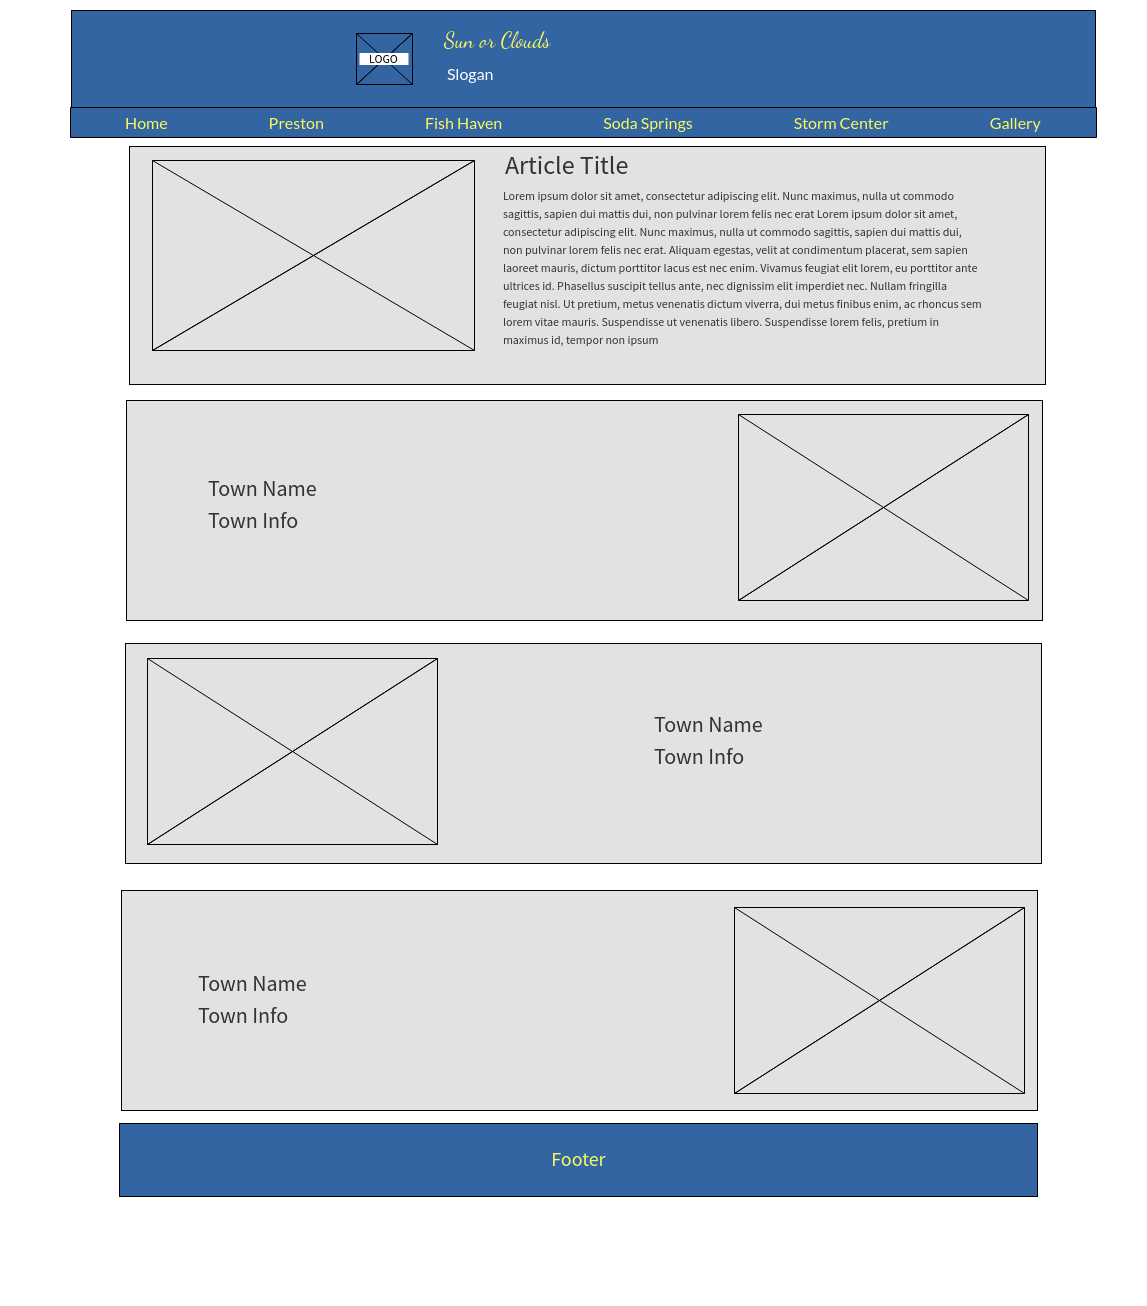 Sun or Clouds
LOGO
Slogan
Home Preston Fish Haven Soda Springs Storm Center Gallery
Article Title
Lorem ipsum dolor sit amet, consectetur adipiscing elit. Nunc maximus, nulla ut commodo
sagittis, sapien dui mattis dui, non pulvinar lorem felis nec erat Lorem ipsum dolor sit amet,
consectetur adipiscing elit. Nunc maximus, nulla ut commodo sagittis, sapien dui mattis dui,
non pulvinar lorem felis nec erat. Aliquam egestas, velit at condimentum placerat, sem sapien
laoreet mauris, dictum porttitor lacus est nec enim. Vivamus feugiat elit lorem, eu porttitor ante
ultrices id. Phasellus suscipit tellus ante, nec dignissim elit imperdiet nec. Nullam fringilla
feugiat nisl. Ut pretium, metus venenatis dictum viverra, dui metus finibus enim, ac rhoncus sem
lorem vitae mauris. Suspendisse ut venenatis libero. Suspendisse lorem felis, pretium in
maximus id, tempor non ipsum
Town Name
Town Info
Town Name
Town Info
Town Name
Town Info
Footer